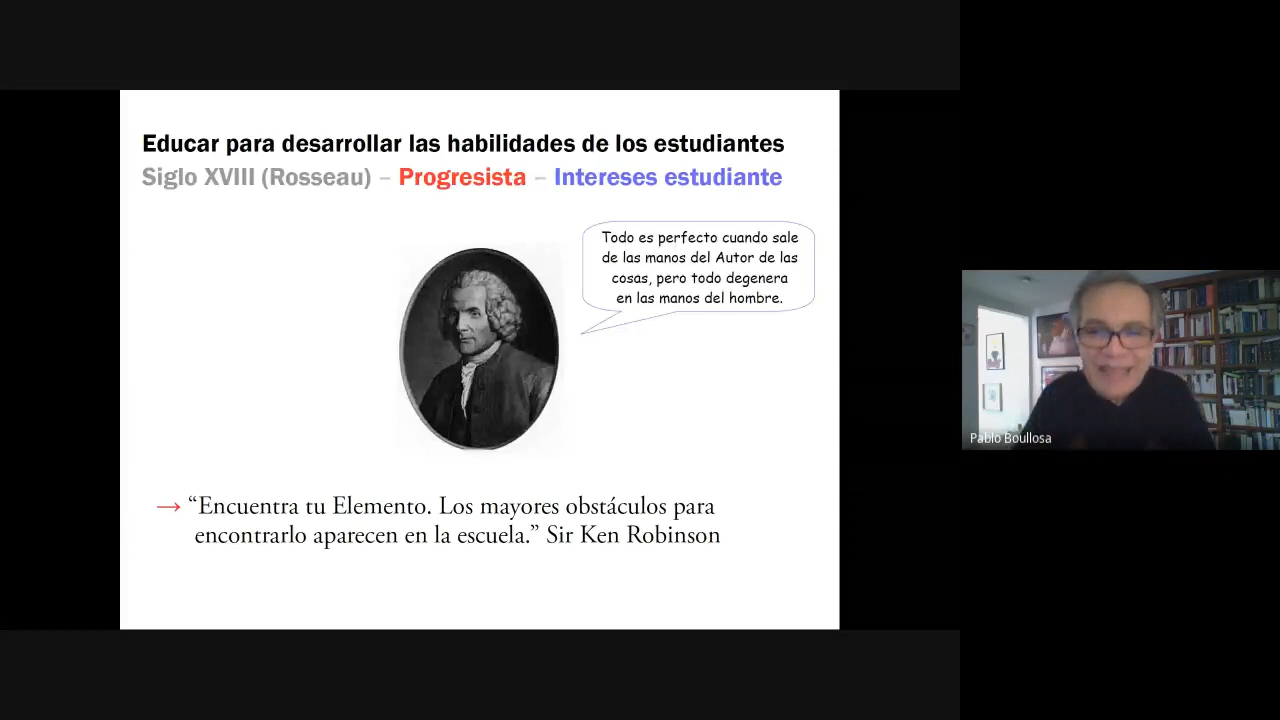 Educar para desarrollar las habilidades de los estudiantes
Siglo XVIII (Rosseau) – Progresista – Intereses estudiante
Todo es perfecto cuando sale
de las manos del Autor de las
cosas, pero todo degenera
en las manos del hombre.
→ “Encuentra tu Elemento. Los mayores obstáculos para
encontrarlo aparecen en la escuela.” Sir Ken Robinson
Pablo Boullosa